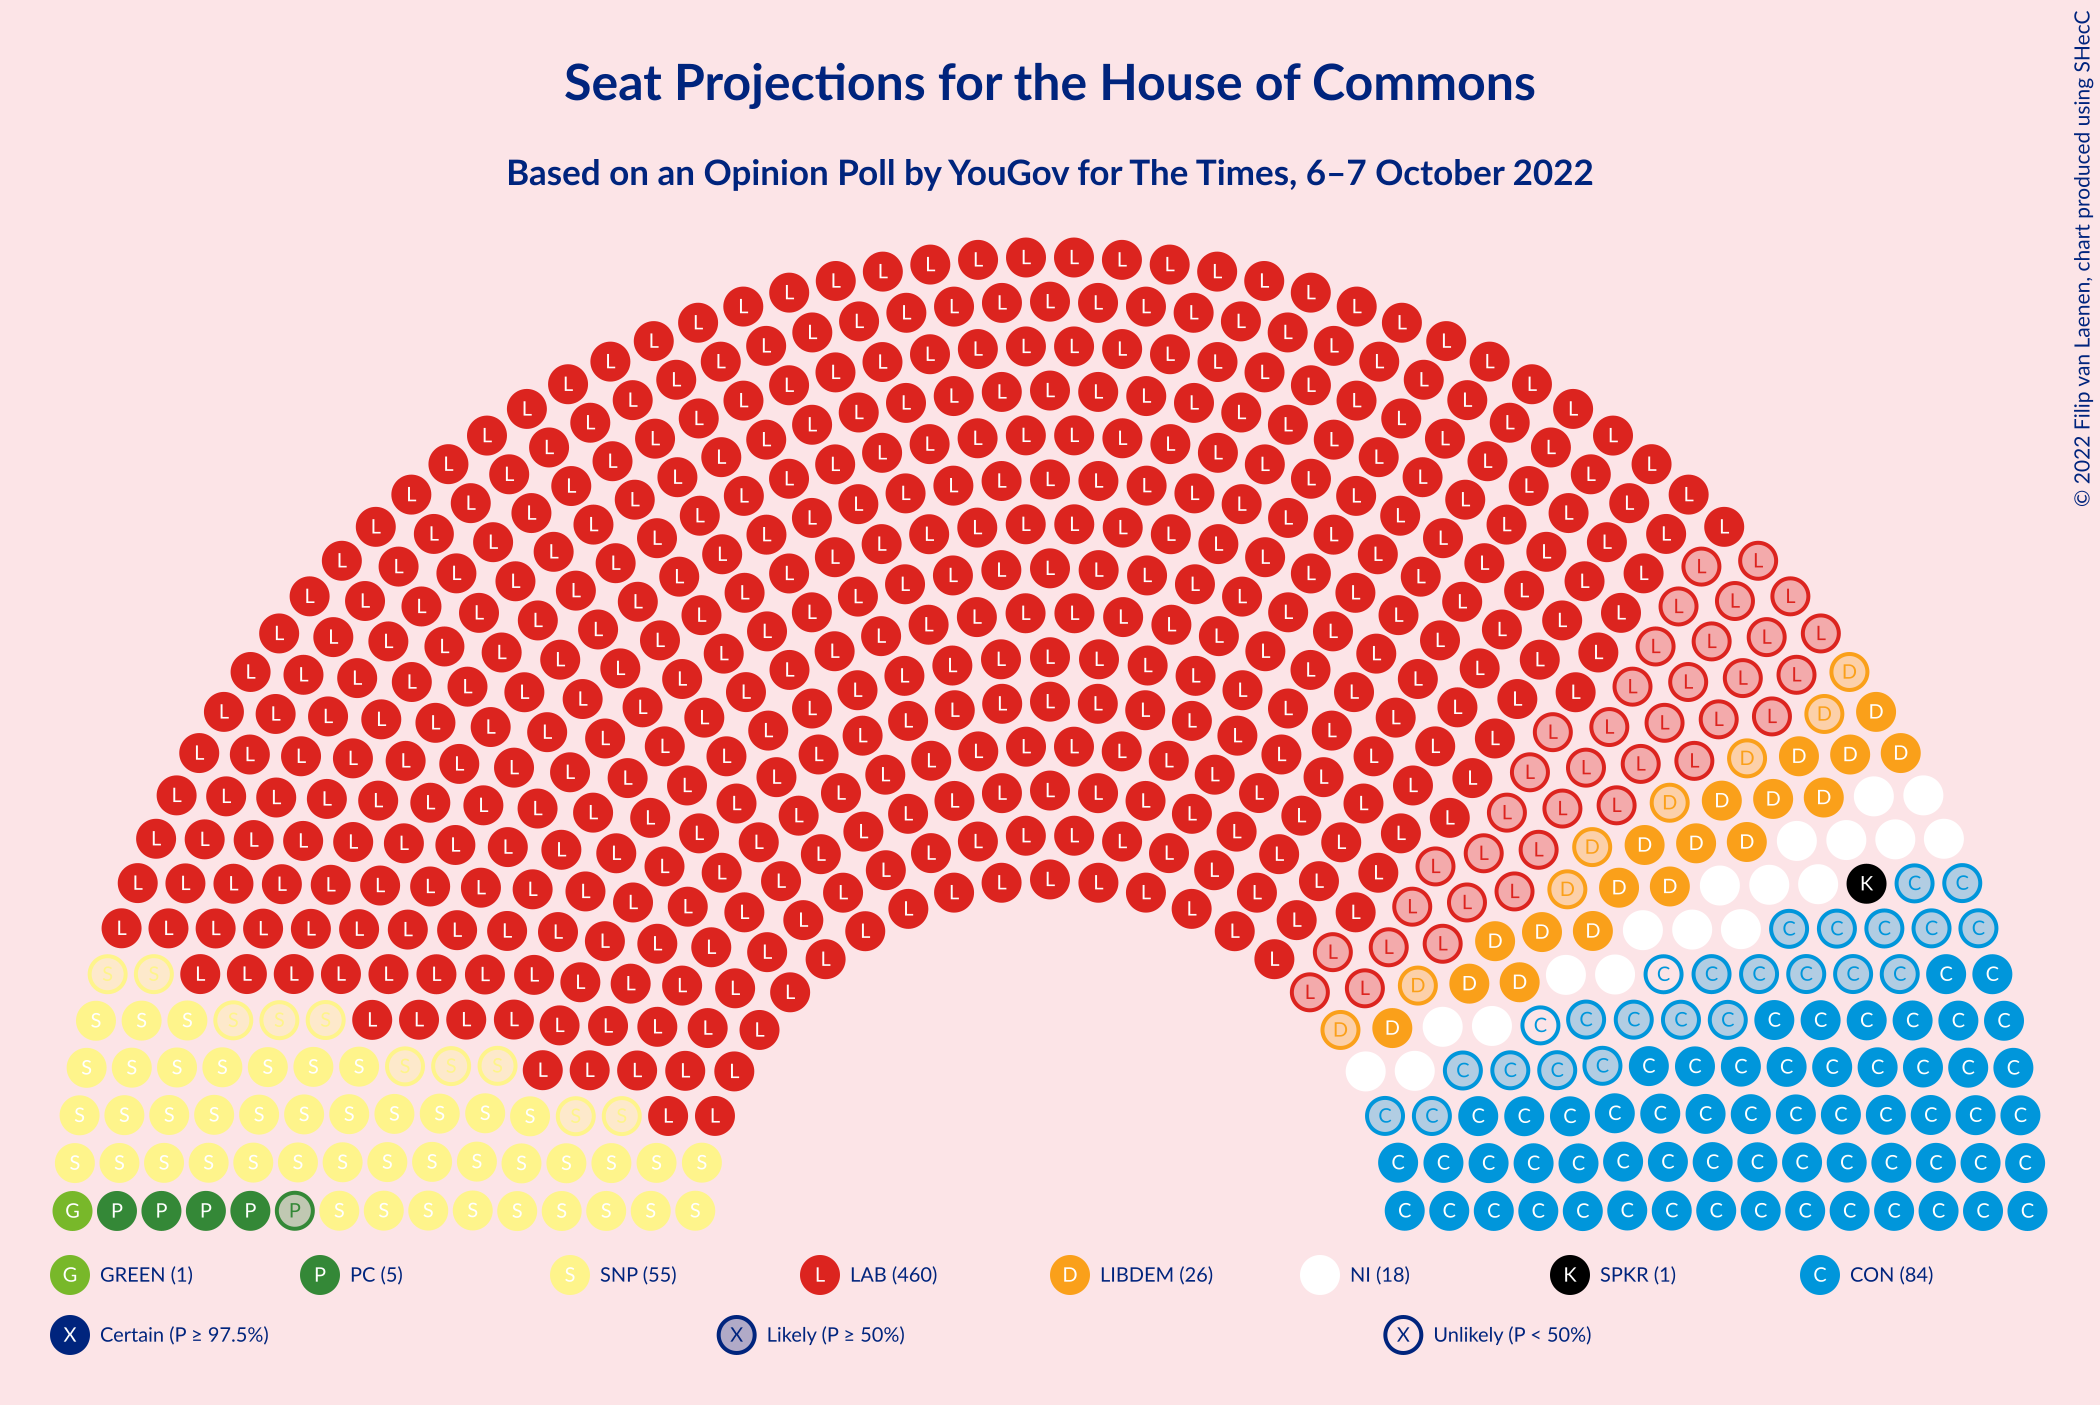 Seat Projections for the House of Commons
Based on an Opinion Poll by YouGov for The Times, 6–7 October 2022
© 2022 Filip van Laenen, chart produced using SHecC
G GREEN (1) P PC (5) S SNP (55) L LAB (460) D LIBDEM (26) NI (18) K SPKR (1) C CON (84)
X Certain (P ≥ 97.5%) X Likely (P ≥ 50%) X Unlikely (P < 50%)